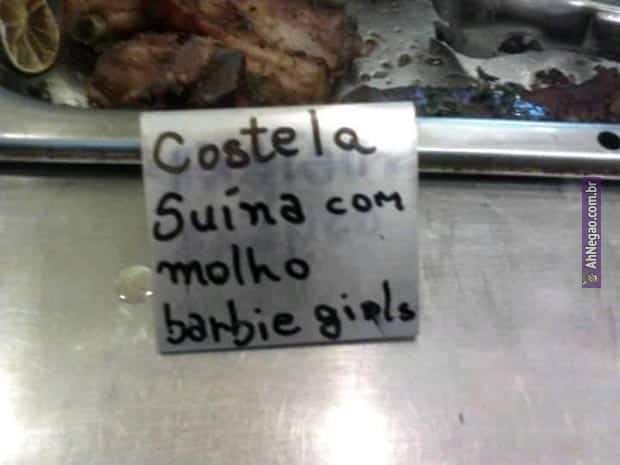 Costela
Suína com
molho
barbie girls
AhNegao.com.br